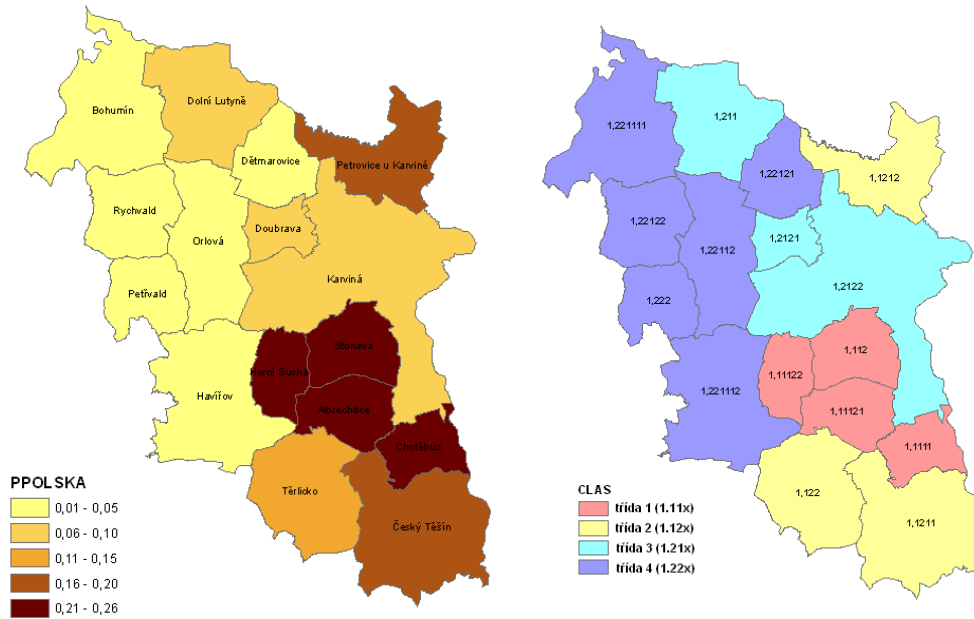 Bohumín
Dolní Lutyně
Dětmarovice
Petrovice u Karviné
Rychvald
Orlová
Doubrava
Petřvald
Karviná
Stonava
Horní Suchá
Havířov
Albrechtice
Chotěbuz
Těrlicko
Český Těšín
PPOLSKA
0,01 - 0,05
0,06 - 0,10
0,11 - 0,15
0,16 - 0,20
0,21 - 0,26
1,221111
1,211
1,22121
1,1212
1,22122
1,22112
1,2121
1,222
1,2122
1,112
1,11122
1,221112
1,11121
1,1111
1,122
1,1211
CLAS
třída 1 (1.11x)
třída 2 (1.12x)
třída 3 (1.21x)
třída 4 (1.22x)